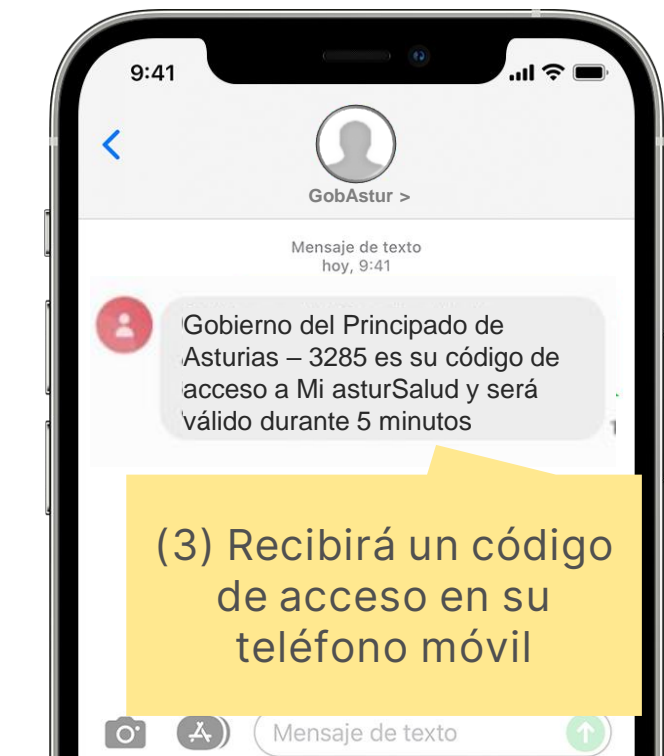 9:41
GobAstur >
Mensaje de texto
hoy, 9:41
Gobierno del Principado de
Asturias – 3285 es su código de
acceso a Mi asturSalud y será
válido durante 5 minutos
(3) Recibirá un código
de acceso en su
teléfono móvil
Mensaje de texto